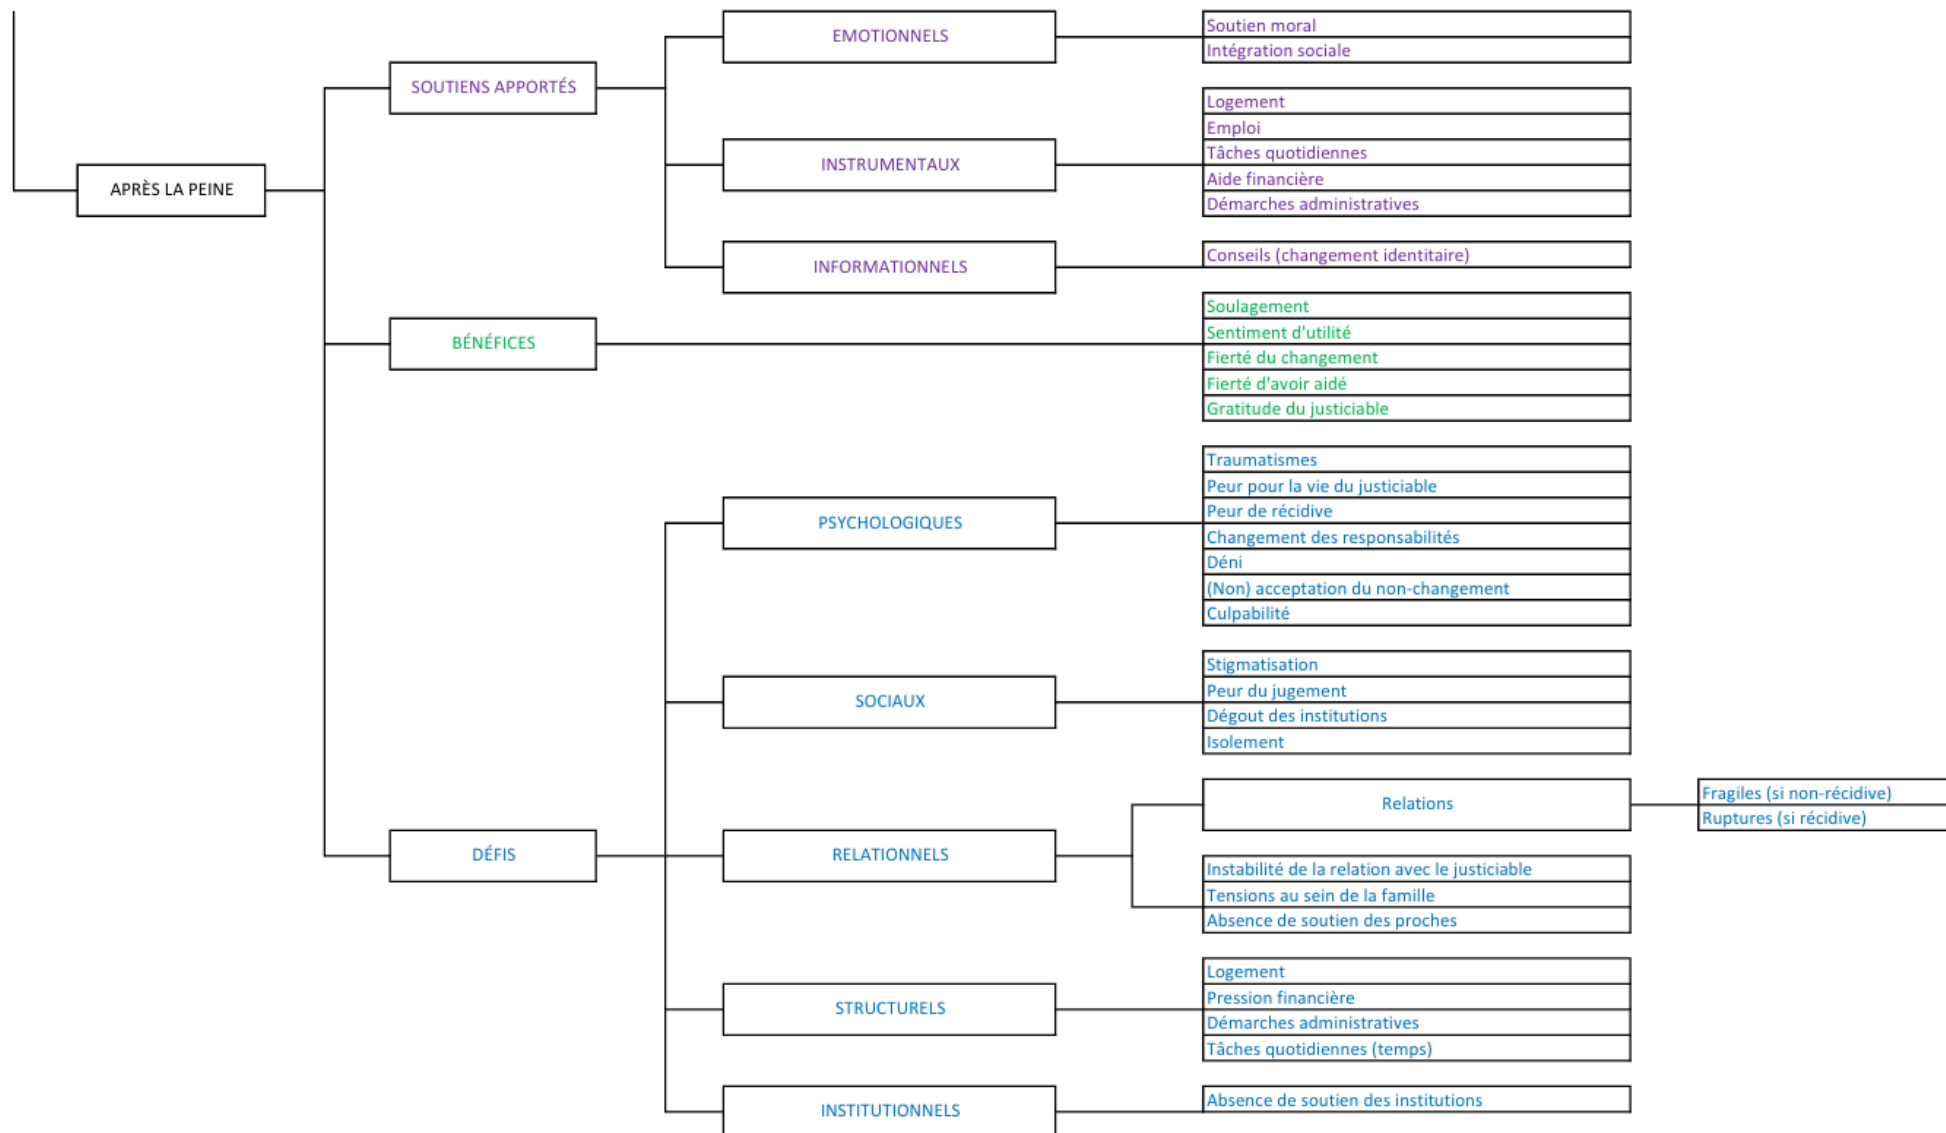 APRÈS LA PEINE
SOUTIENS APPORTÉS
EMOTIONNELS
Soutien moral
Intégration sociale
INSTRUMENTAUX
Logement
Emploi
Tâches quotidiennes
Aide financière
Démarches administratives
INFORMATIONNELS
Conseils (changement identitaire)
BÉNÉFICES
Soulagement
Sentiment d'utilité
Fierté du changement
Fierté d'avoir aidé
Gratitude du justiciable
DÉFIS
PSYCHOLOGIQUES
Traumatismes
Peur pour la vie du justiciable
Peur de récidive
Changement des responsabilités
Déni
(Non) acceptation du non-changement
Culpabilité
SOCIAUX
Stigmatisation
Peur du jugement
Dégout des institutions
Isolement
RELATIONNELS
Relations
Fragiles (si non-récidive)
Ruptures (si récidive)
Instabilité de la relation avec le justiciable
Tensions au sein de la famille
Absence de soutien des proches
STRUCTURELS
Logement
Pression financière
Démarches administratives
Tâches quotidiennes (temps)
INSTITUTIONNELS
Absence de soutien des institutions